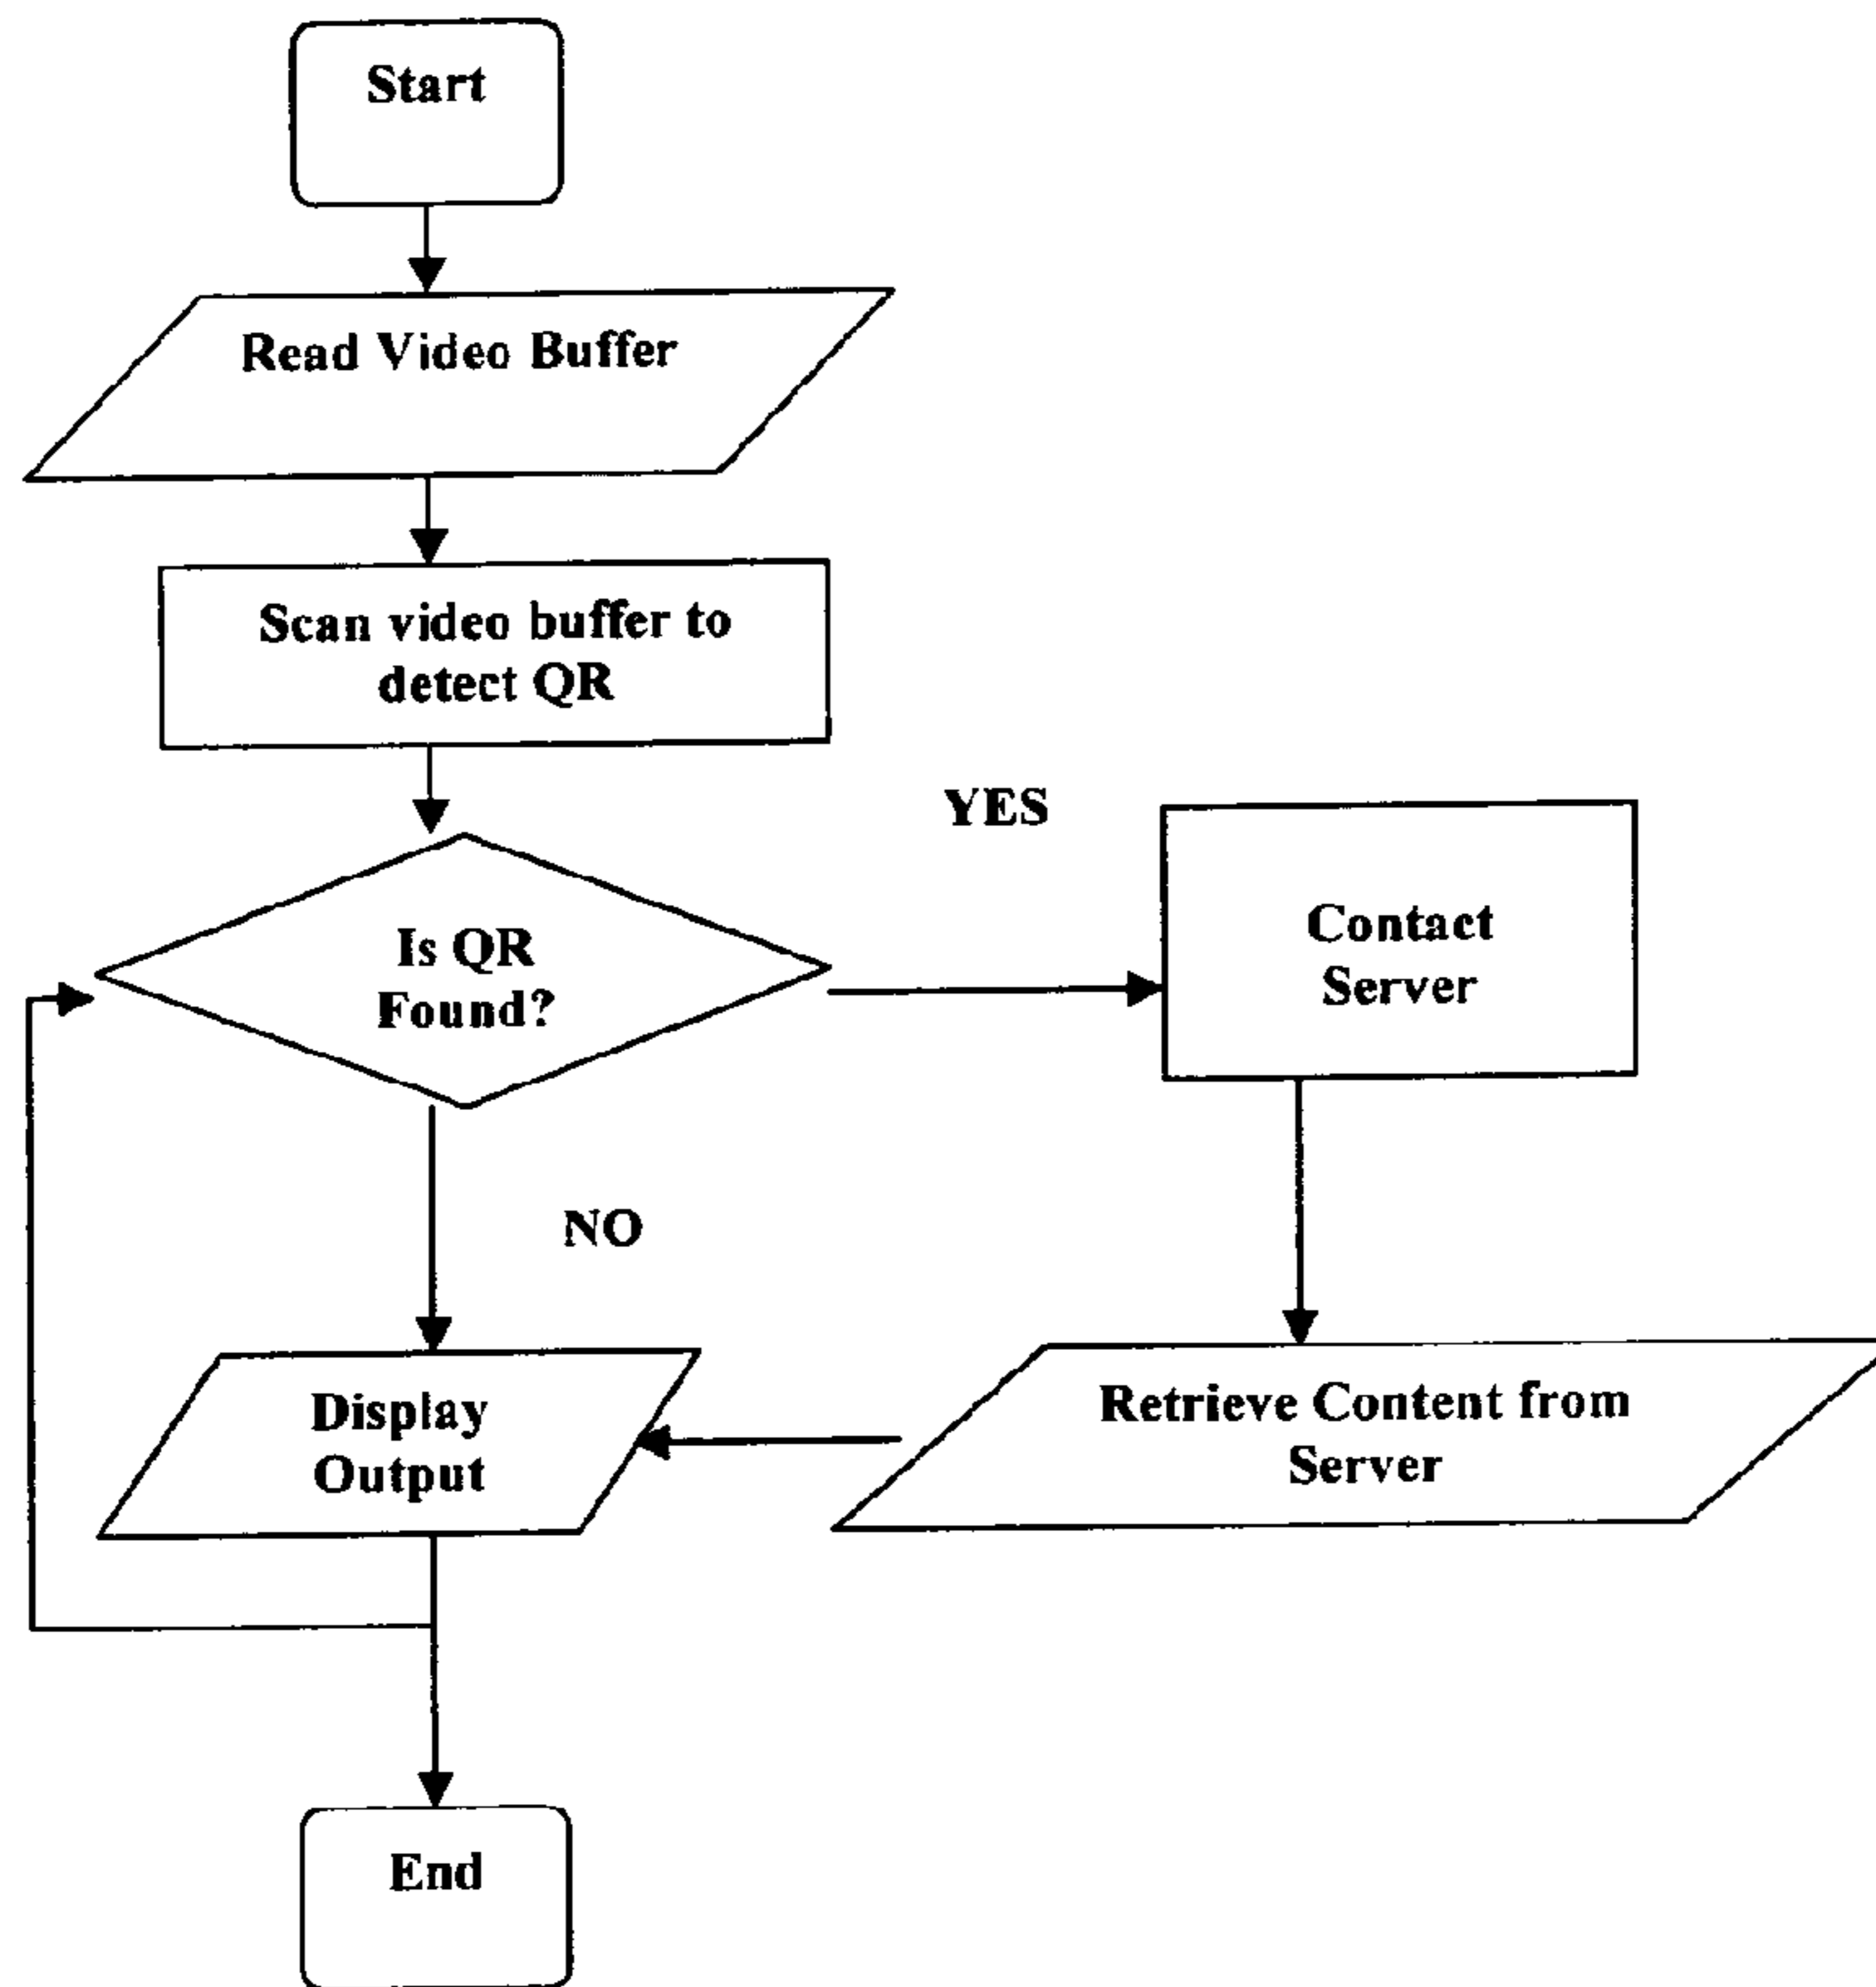 Start
Read Video Buffer
Scan video buffer to
detect QR
YES
Is QR
Found?
Contact
Server
NO
Display
Output
Retrieve Content from
Server
End